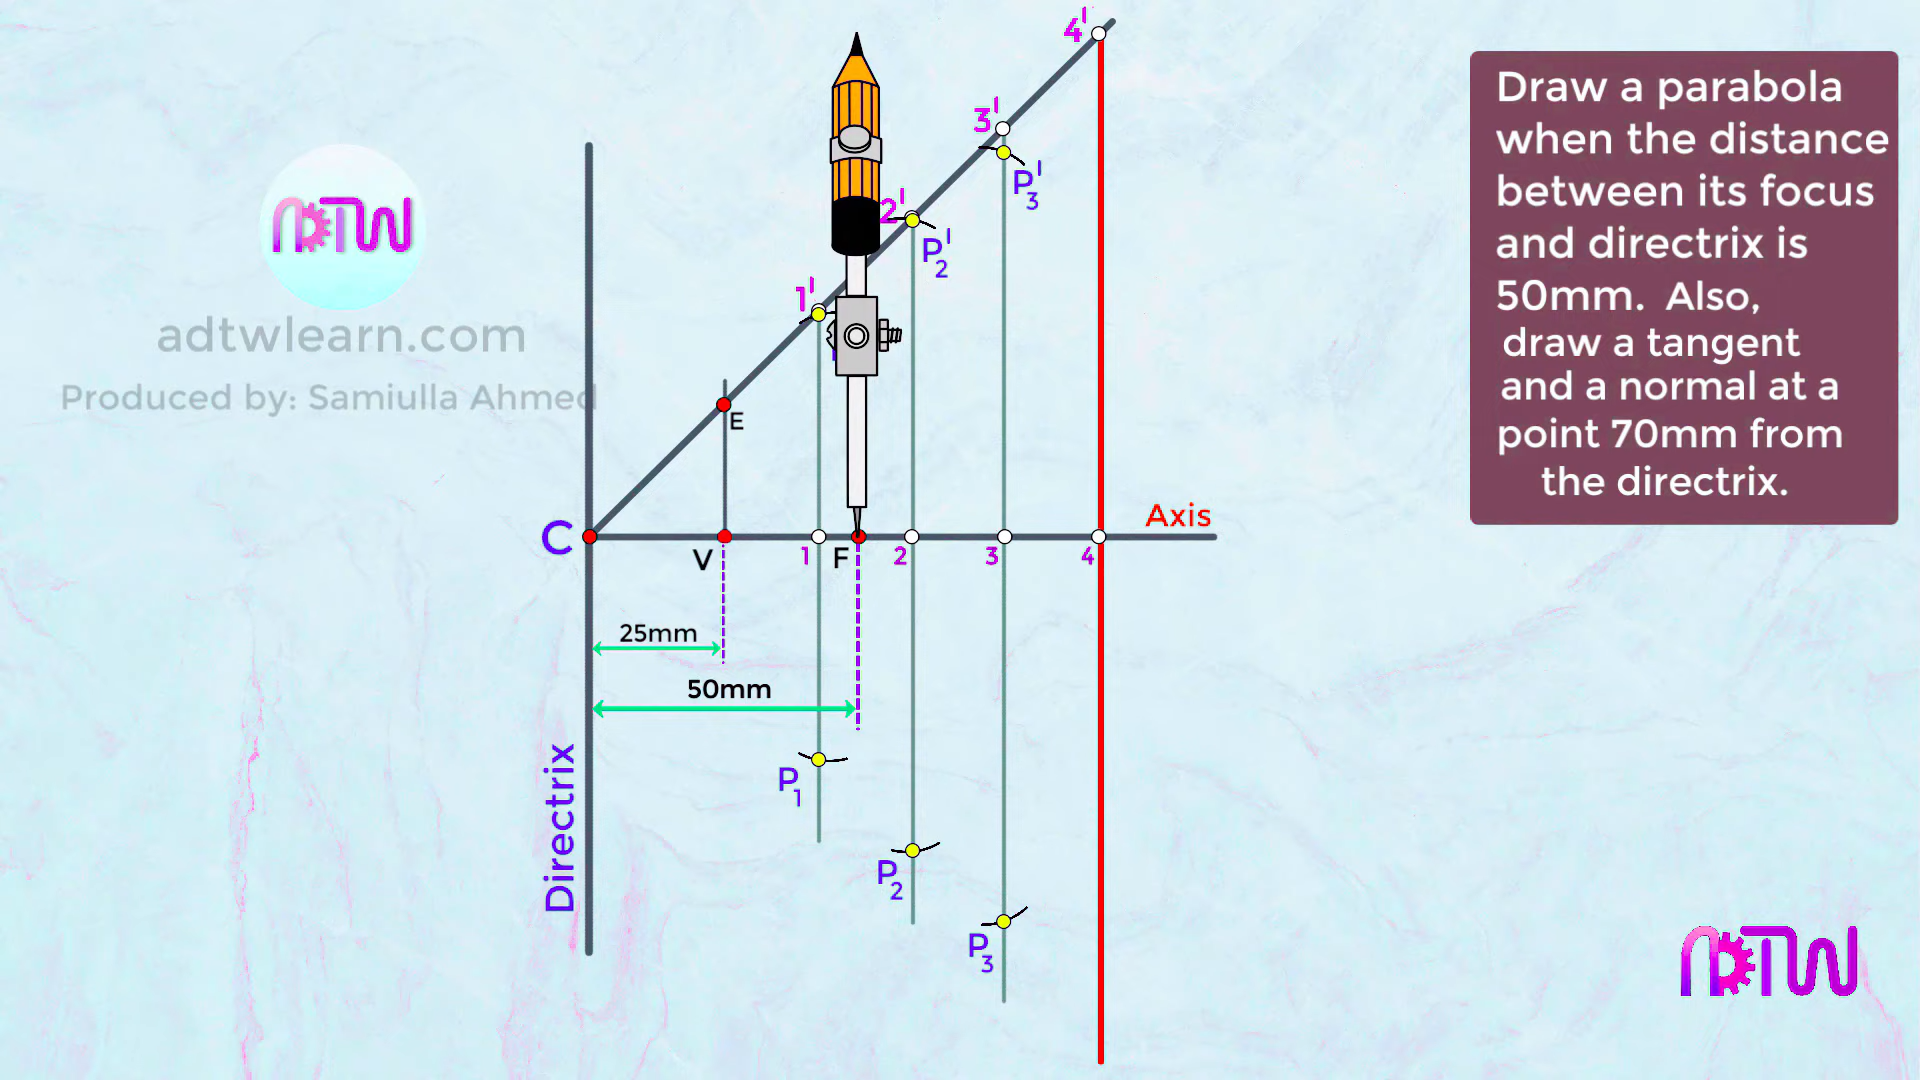 Draw a parabola
when the distance
between its focus
and directrix is
50mm. Also,
draw a tangent
and a normal at a
point 70mm from
the directrix.
ADTW
adtwlearn.com
Produced by: Samiulla Ahmed
4'
3'
P3'
2'
P2'
1'
E
C
V
1
F
2
3
4
Axis
25mm
50mm
Directrix
P1
P2
P3
ADTW